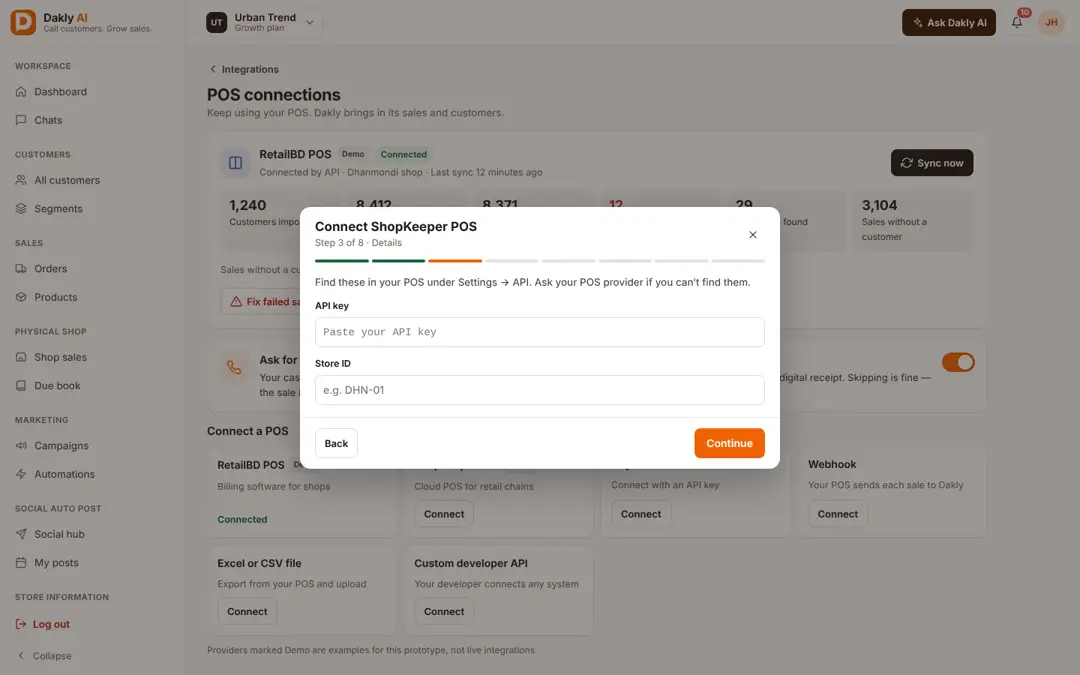 Dakly AI
Call customers. Grow sales.
UT
Urban Trend
Growth plan
Ask Dakly AI
10
JH
WORKSPACE
Dashboard
Chats
CUSTOMERS
All customers
Segments
SALES
Orders
Products
PHYSICAL SHOP
Shop sales
Due book
MARKETING
Campaigns
Automations
SOCIAL AUTO POST
Social hub
My posts
STORE INFORMATION
Log out
Collapse
Integrations
POS connections
Keep using your POS. Dakly brings in its sales and customers.
RetailBD POS Demo Connected
Connected by API · Dhanmondi shop · Last sync 12 minutes ago
Sync now
1,240
Customers
8,412
8,371
12
29
found
3,104
Sales without a
customer
Sales without a
Fix failed
Connect ShopKeeper POS
Step 3 of 8 · Details
Find these in your POS under Settings → API. Ask your POS provider if you can't find them.
API key
Paste your API key
Store ID
e.g. DHN-01
Back
Continue
Ask for
Your
the sale
digital receipt. Skipping is fine —
Connect a POS
RetailBD POS
Billing software for shops
Connected
Cloud POS for retail chains
Connect
Connect with an API key
Connect
Webhook
Your POS sends each sale to Dakly
Connect
Excel or CSV file
Export from your POS and upload
Connect
Custom developer API
Your developer connects any system
Connect
Providers marked Demo are examples for this prototype, not live integrations